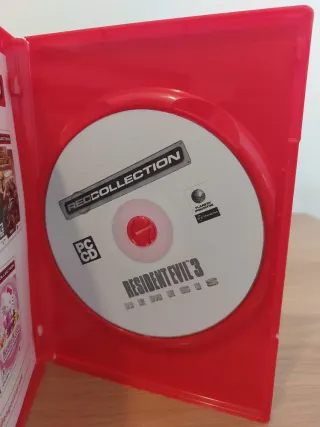 REDCOLLECTION
PC
CD
RESIDENT EVIL 3
NEMESIS